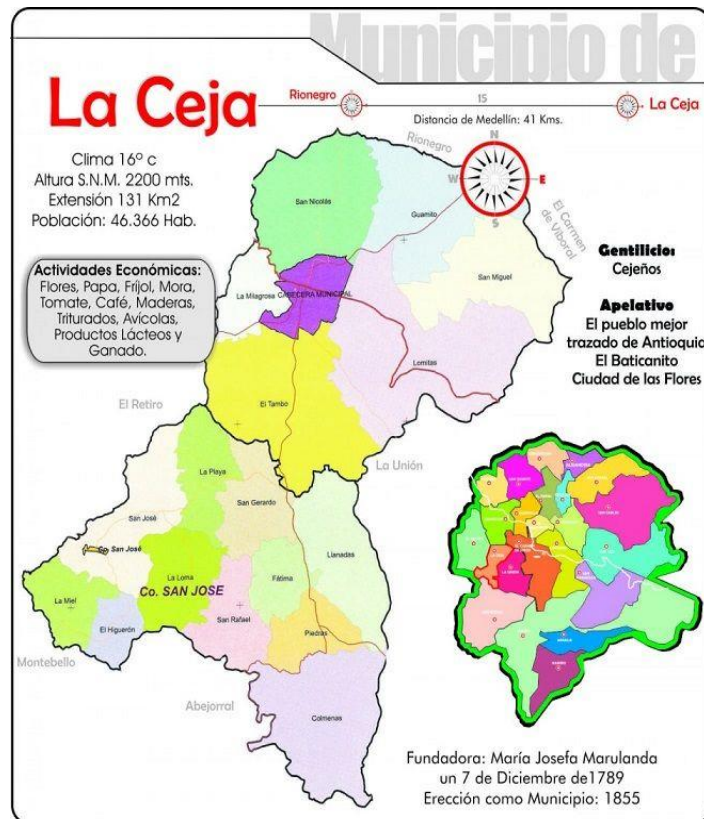 Municipio de
La Ceja
Rionegro
15
La Ceja
Distancia de Medellín: 41 Kms.
Clima 16º c
Altura S.N.M. 2200 mts.
Extensión 131 Km2
Población: 46.366 Hab.
Actividades Económicas:
Flores, Papa, Fríjol, Mora,
Tomate, Café, Maderas,
Triturados, Avícolas,
Productos Lácteos y
Ganado.
Rionegro
N
W
E
S
El Carmen
de Viboral
San Nicolás
Guamito
San Miguel
La Milagrosa
CABECERA MUNICIPAL
Lomitas
El Tambo
El Retiro
La Unión
Gentilicio:
Cejeños
Apelativo
El pueblo mejor
trazado de Antioquia
El Baticanito
Ciudad de las Flores
La Playa
San Gerardo
San José
Co. San José
Llanadas
La Loma
Co. SAN JOSE
Fátima
La Miel
El Higuerón
San Rafael
Piedras
Montebello
Abejorral
Colmenas
Fundadora: María Josefa Marulanda
un 7 de Diciembre de1789
Erección como Municipio: 1855